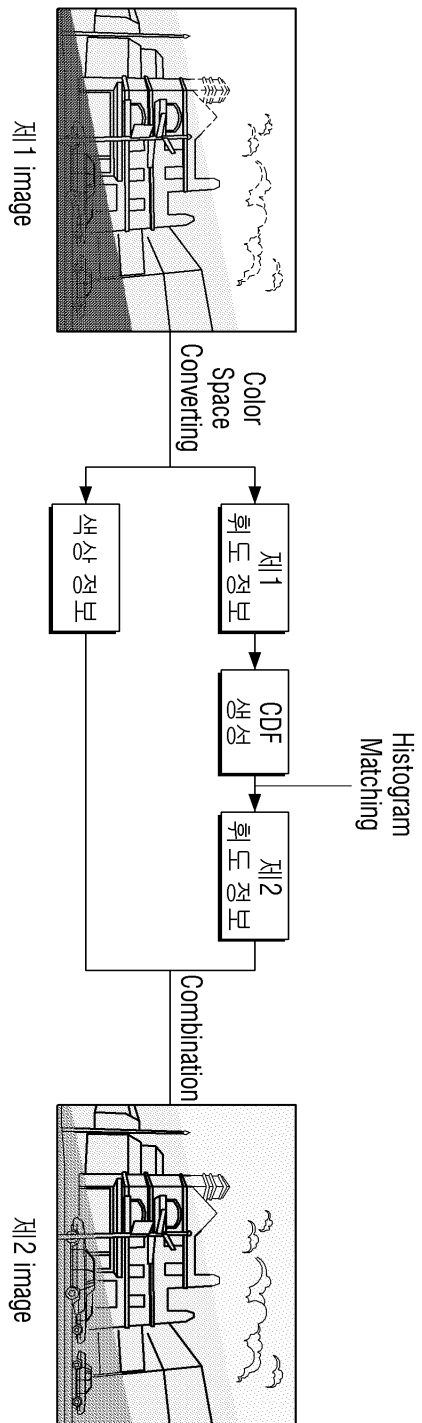 제1 image
Color
Space
Converting
제1
휘도 정보
색상 정보
CDF
생성
Histogram
Matching
제2
휘도 정보
Combination
제2 image